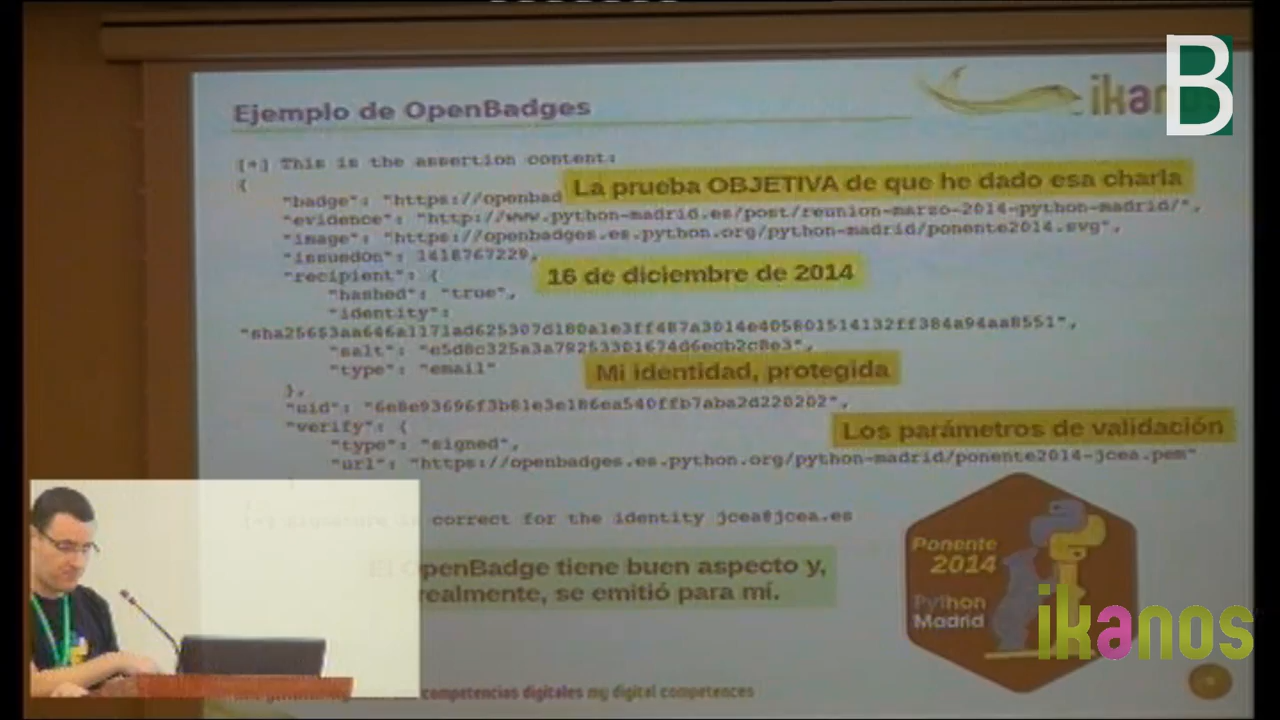 B
ikanos
Ejemplo de OpenBadges
[+] This is the assertion content:
{
"badge": "https://openbad
La prueba OBJETIVA de que he dado esa charla
"evidence": "http://www.python-madrid.es/post/reunion-marzo-2014-python-madrid/",
"image": "https://openbadges.es.python.org/python-madrid/ponente2014.svg",
"issuedOn": 1418767229,
"recipient": {
16 de diciembre de 2014
"hashed": "true",
"identity":
"type": "email"
Mi identidad, protegida
},
"uid":
"verify": {
Los parámetros de validación
"type": "signed",
"url": "https://openbadges.es.python.org/python-madrid/ponente2014-jcea.pem"
correct for the identity jcea@jcea.es
El OpenBadge tiene buen aspecto y,
realmente, se emitió para mí.
Ponente
2014
Python
Madrid
ikanos
competencias digitales my digital competences